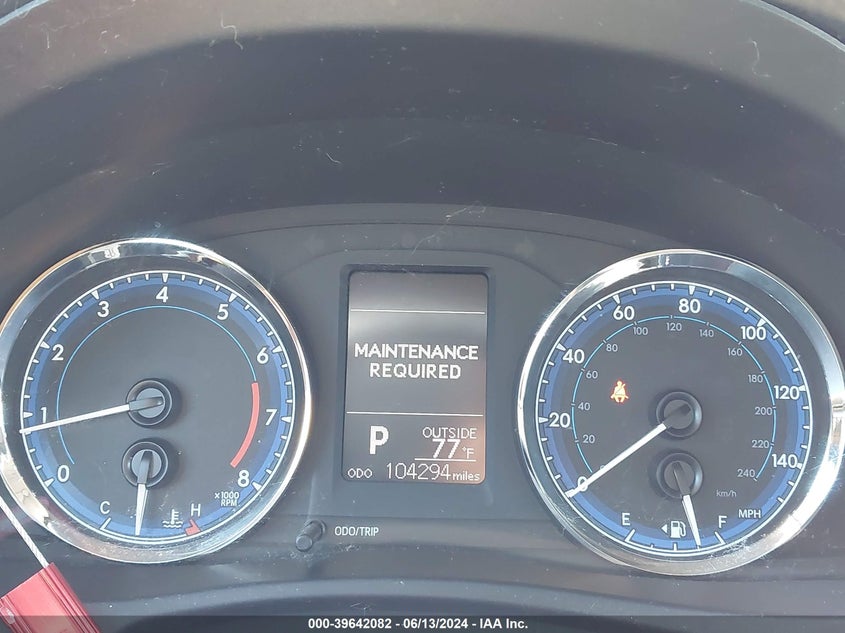 0
1
2
3
4
5
6
7
8
x1000
RPM
C
H
MAINTENANCE
REQUIRED
P
OUTSIDE
77°F
ODO 104294 miles
ODO/TRIP
0
20
40
60
80
100
120
140
MPH
0
20
40
60
80
100
120
140
160
180
200
220
240
km/h
E
F
000-39642082 - 06/13/2024 - IAA Inc.